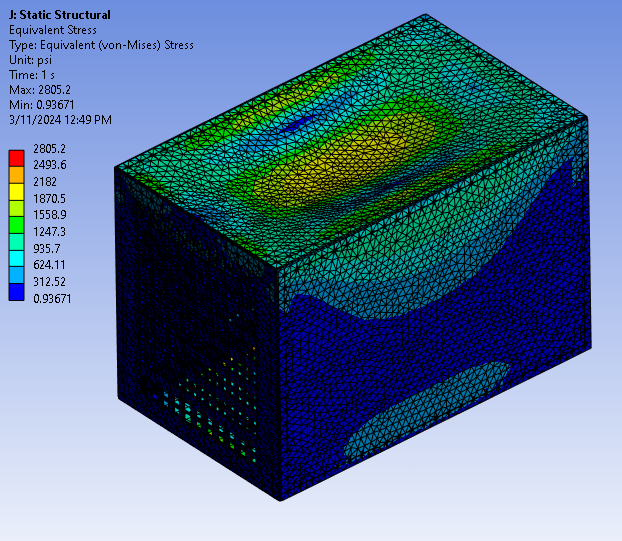 J: Static Structural
Equivalent Stress
Type: Equivalent (von-Mises) Stress
Unit: psi
Time: 1 s
Max: 2805.2
Min: 0.93671
3/11/2024 12:49 PM
2805.2
2493.6
2182
1870.5
1558.9
1247.3
935.7
624.11
312.52
0.93671